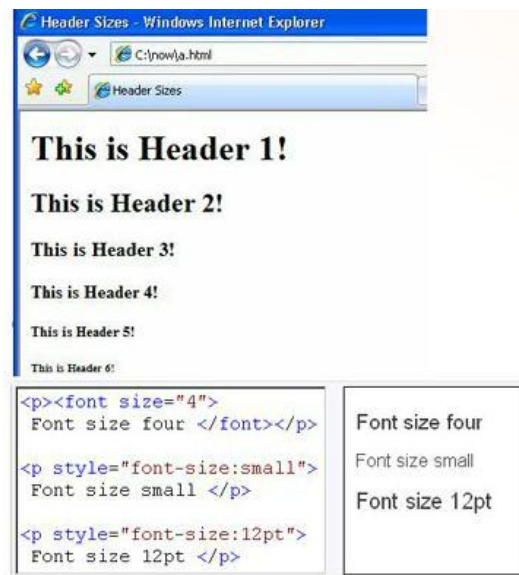 Header Sizes - Windows Internet Explorer
C:\now\a.html
Header Sizes
This is Header 1!
This is Header 2!
This is Header 3!
This is Header 4!
This is Header 5!
This is Header 6!
<p><font size="4">
Font size four </font></p>
<p style="font-size:small">
Font size small </p>
<p style="font-size:12pt">
Font size 12pt </p>
Font size four
Font size small
Font size 12pt